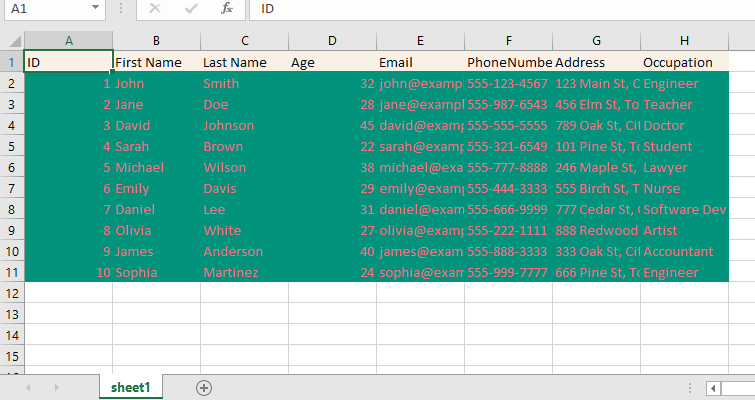 A1 fx ID
A B C D E F G H
1 ID First Name Last Name Age Email PhoneNumbe Address Occupation
2 1 John Smith 32 john@exampl 555-123-4567 123 Main St, C Engineer
3 2 Jane Doe 28 jane@exampl 555-987-6543 456 Elm St, To Teacher
4 3 David Johnson 45 david@examp 555-555-5555 789 Oak St, Cit Doctor
5 4 Sarah Brown 22 sarah@examp 555-321-6549 101 Pine St, To Student
6 5 Michael Wilson 38 michael@exa 555-777-8888 246 Maple St, Lawyer
7 6 Emily Davis 29 emily@examp 555-444-3333 555 Birch St, T Nurse
8 7 Daniel Lee 31 daniel@exam 555-666-9999 777 Cedar St, Software Dev
9 8 Olivia White 27 olivia@examp 555-222-1111 888 Redwood Artist
10 9 James Anderson 40 james@exam 555-888-3333 333 Oak St, Cit Accountant
11 10 Sophia Martinez 24 sophia@exam 555-999-7777 666 Pine St, To Engineer
12
13
14
15
sheet1